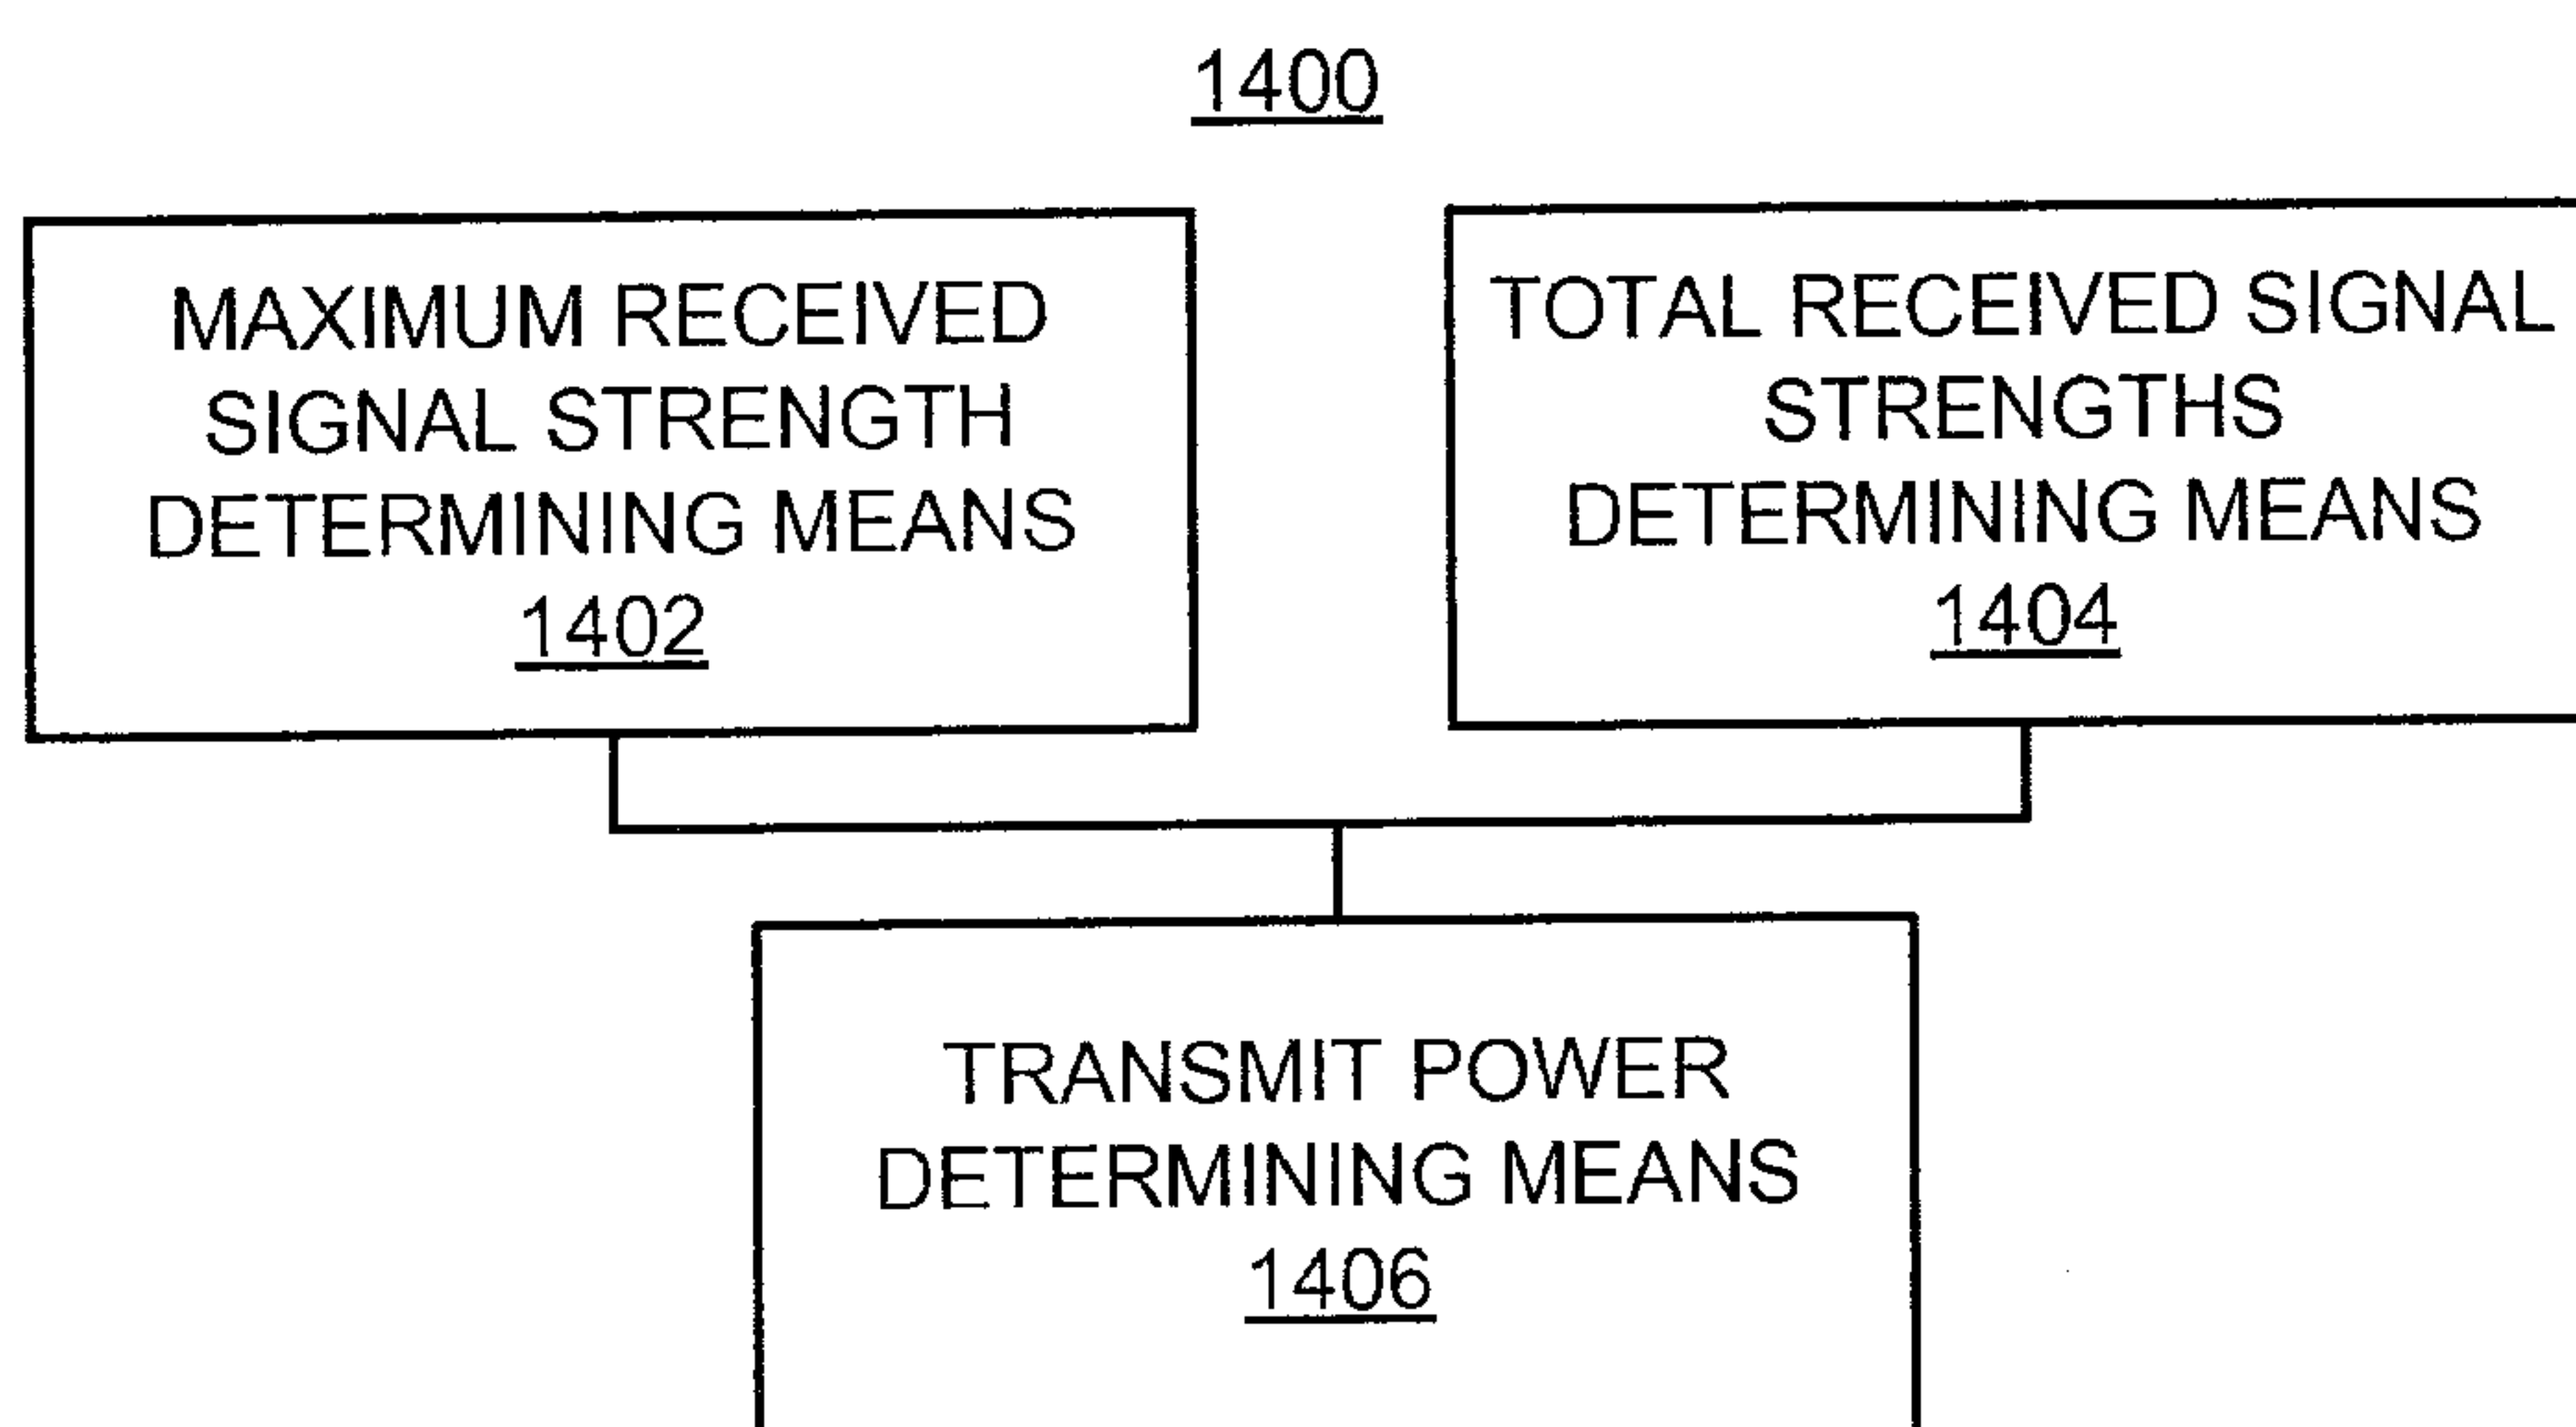 1400
MAXIMUM RECEIVED
SIGNAL STRENGTH
DETERMINING MEANS
1402
TOTAL RECEIVED SIGNAL
STRENGTHS
DETERMINING MEANS
1404
TRANSMIT POWER
DETERMINING MEANS
1406